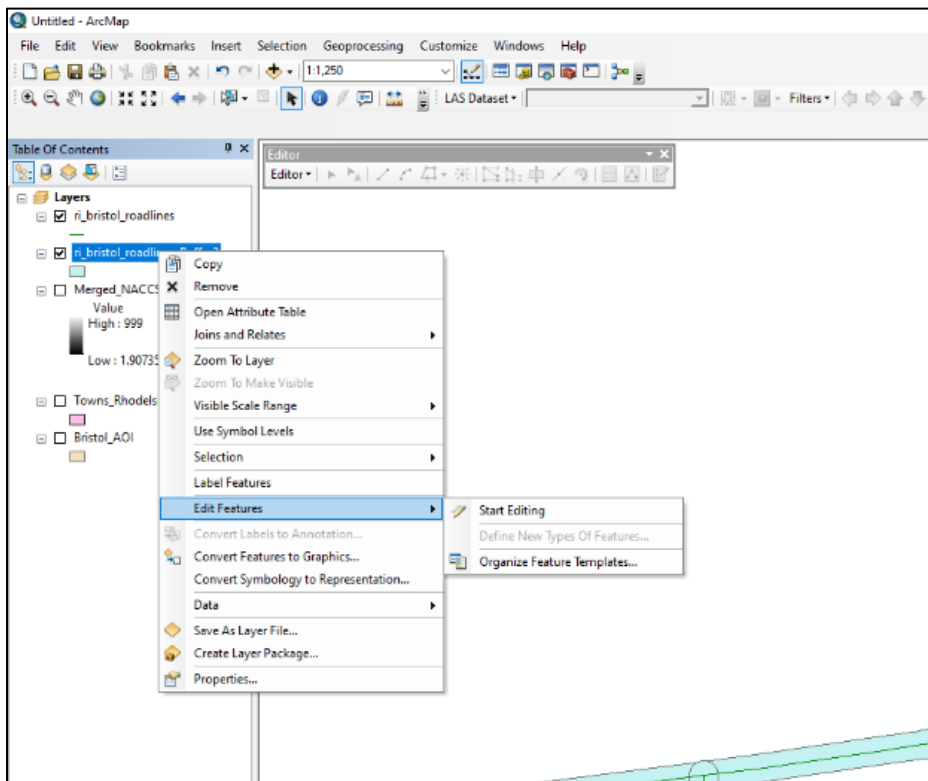 Untitled - ArcMap
File Edit View Bookmarks Insert Selection Geoprocessing Customize Windows Help
1:1,250
LAS Dataset Filters
Table Of Contents
Editor
Editor
Layers
ri_bristol_roadlines
Copy
Remove
Merged_NACCS
Value
High : 999
Low : 1.90735
Open Attribute Table
Joins and Relates
Zoom To Layer
Zoom To Make Visible
Visible Scale Range
Towns_RhodeIs
Use Symbol Levels
Bristol_AOI
Selection
Label Features
Edit Features
Start Editing
Convert Labels to Annotation...
Define New Types Of Features...
Convert Features to Graphics...
Organize Feature Templates...
Convert Symbology to Representation...
Data
Save As Layer File...
Create Layer Package...
Properties...